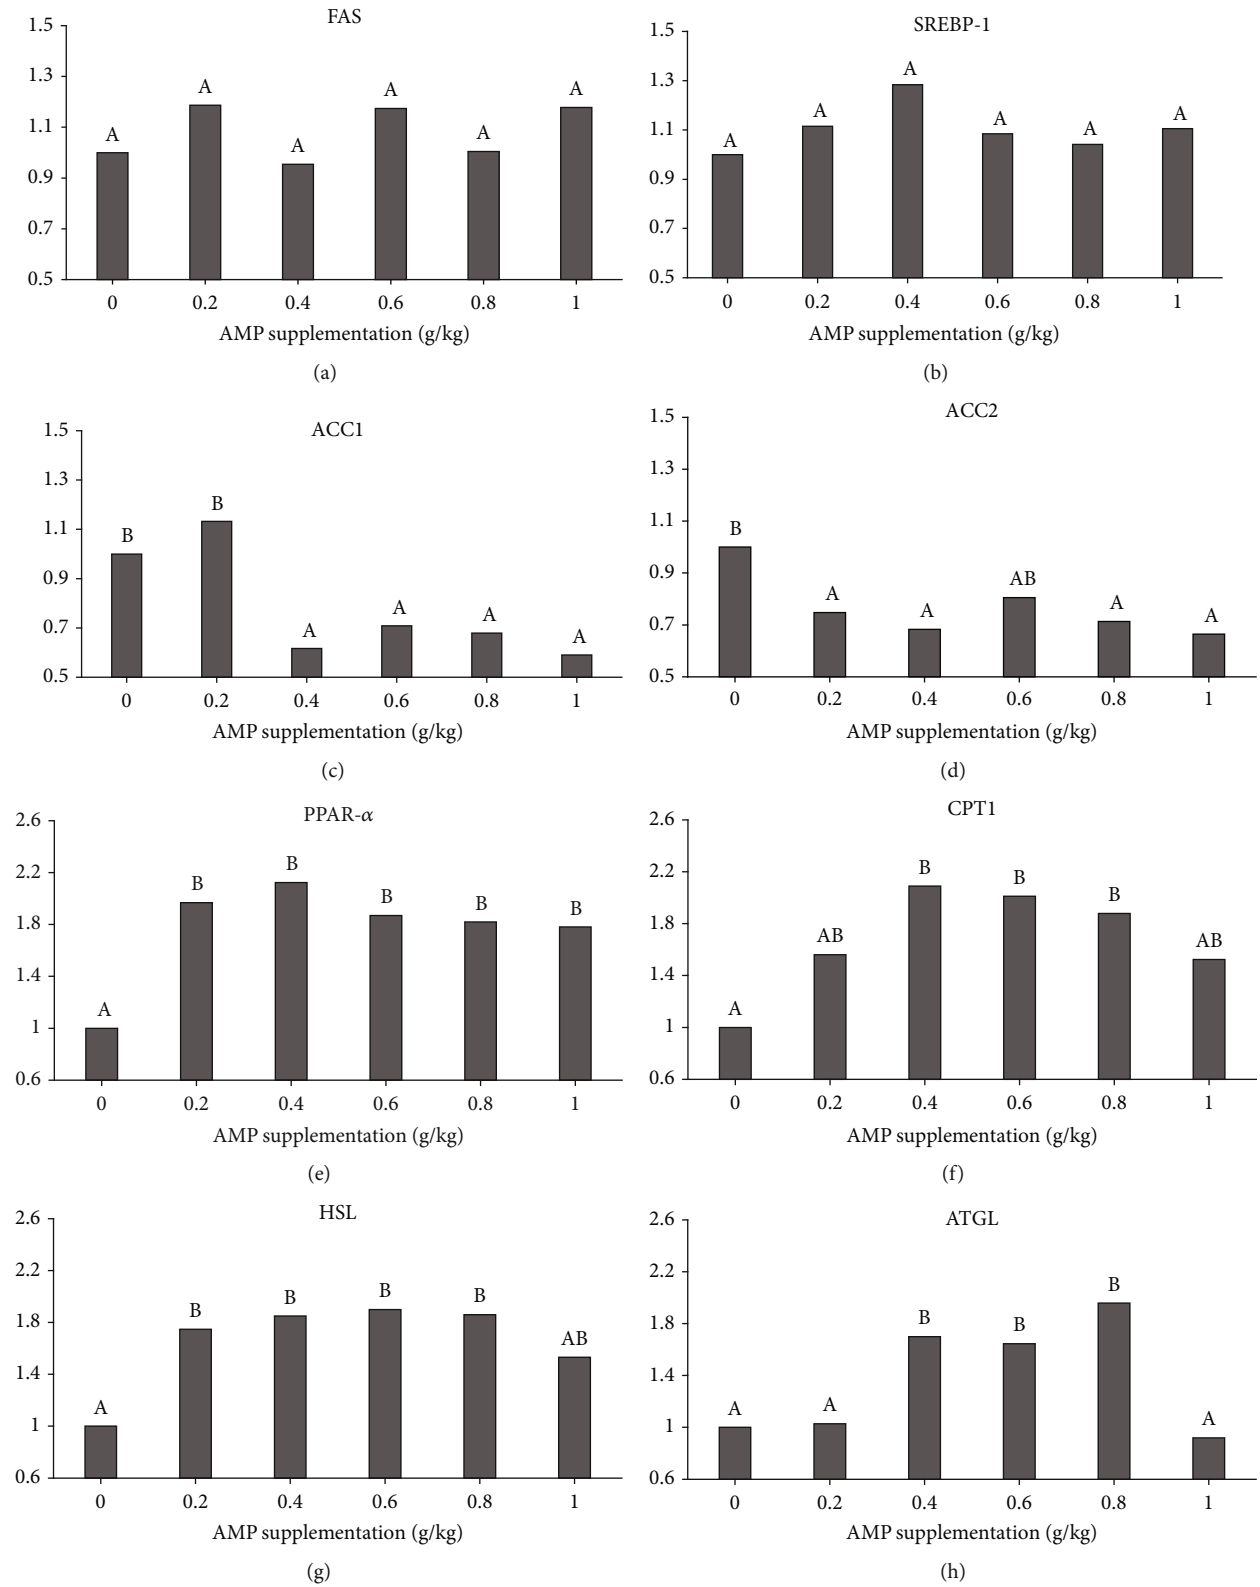 FAS
1.5
1.3
1.1
0.9
0.7
0.5
A A A A A A
0 0.2 0.4 0.6 0.8 1
AMP supplementation (g/kg)
(a)
SREBP-1
1.5
1.3
1.1
0.9
0.7
0.5
A A A A A A
0 0.2 0.4 0.6 0.8 1
AMP supplementation (g/kg)
(b)
ACC1
1.5
1.3
1.1
0.9
0.7
0.5
B B A A A A
0 0.2 0.4 0.6 0.8 1
AMP supplementation (g/kg)
(c)
ACC2
1.5
1.3
1.1
0.9
0.7
0.5
B A A AB A A
0 0.2 0.4 0.6 0.8 1
AMP supplementation (g/kg)
(d)
PPAR-α
2.6
2.2
1.8
1.4
1
0.6
A B B B B B
0 0.2 0.4 0.6 0.8 1
AMP supplementation (g/kg)
(e)
CPT1
2.6
2.2
1.8
1.4
1
0.6
A AB B B B AB
0 0.2 0.4 0.6 0.8 1
AMP supplementation (g/kg)
(f)
HSL
2.6
2.2
1.8
1.4
1
0.6
A B B B B AB
0 0.2 0.4 0.6 0.8 1
AMP supplementation (g/kg)
(g)
ATGL
2.6
2.2
1.8
1.4
1
0.6
A A B B B A
0 0.2 0.4 0.6 0.8 1
AMP supplementation (g/kg)
(h)